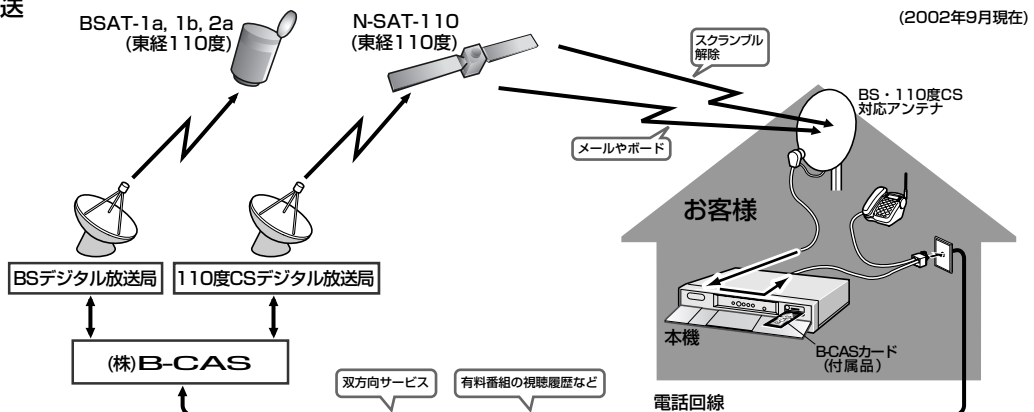 送
BSAT-1a, 1b, 2a
(東経110度)
N-SAT-110
(東経110度)
(2002年9月現在)
スクランブル
解除
BS・110度CS
対応アンテナ
メールやボード
お客様
BSデジタル放送局
110度CSデジタル放送局
本機
B-CASカード
(付属品)
(株)B-CAS
双方向サービス
有料番組の視聴履歴など
電話回線